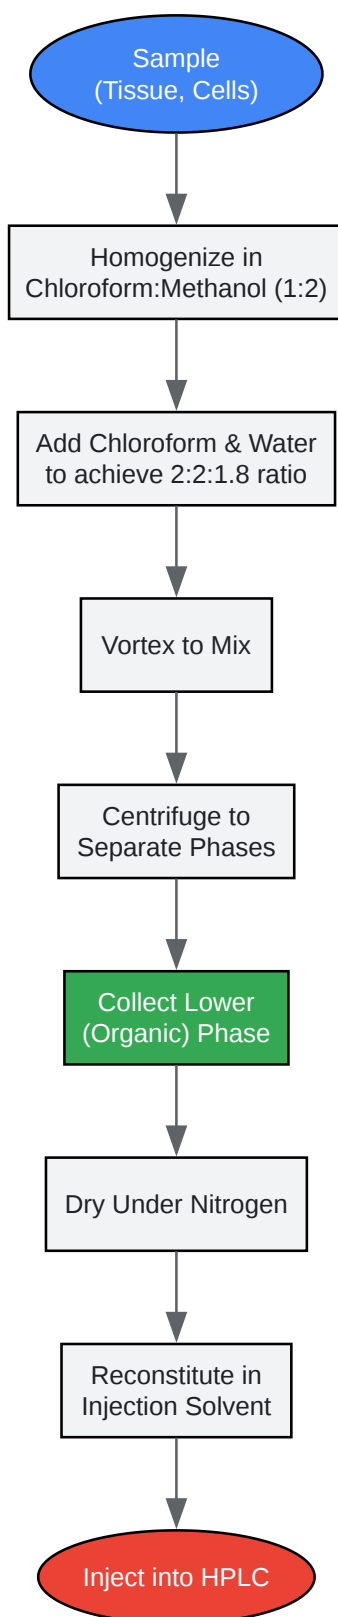 Sample
(Tissue, Cells)
Homogenize in
Chloroform:Methanol (1:2)
Add Chloroform & Water
to achieve 2:2:1.8 ratio
Vortex to Mix
Centrifuge to
Separate Phases
Collect Lower
(Organic) Phase
Dry Under Nitrogen
Reconstitute in
Injection Solvent
Inject into HPLC